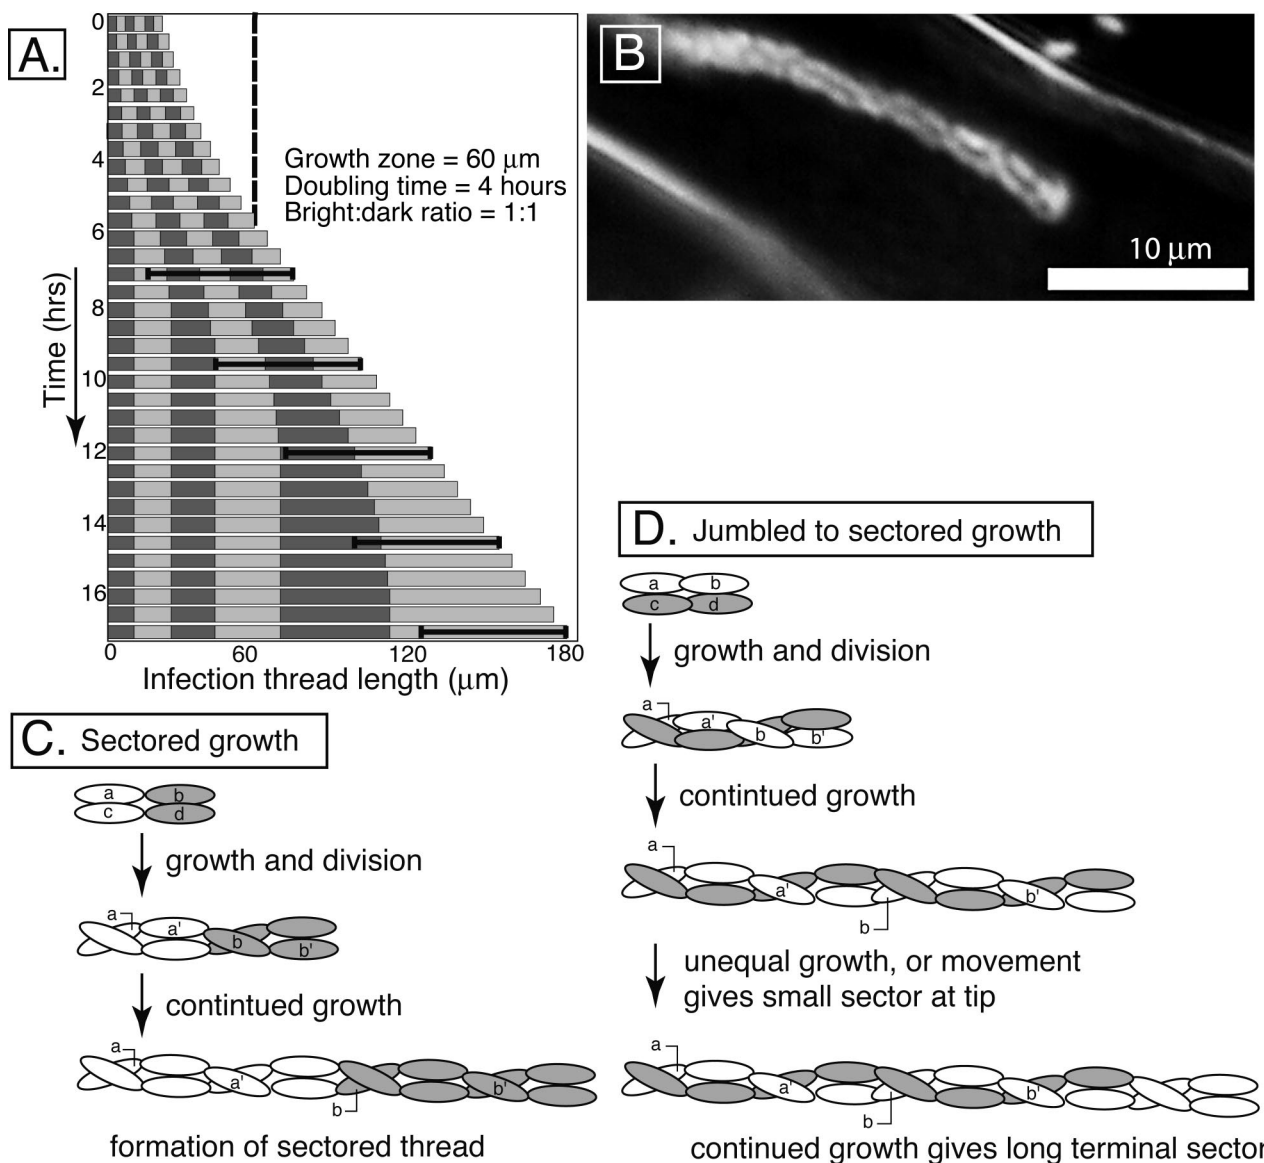 A.
0
2
4
6
8
10
12
14
16
Time (hrs)
Growth zone = 60 μm
Doubling time = 4 hours
Bright:dark ratio = 1:1
0 60 120 180
Infection thread length (μm)
B
10 μm
C. Sectored growth
a b
c d
growth and division
a a' b b'
contintued growth
a a' b b'
formation of sectored thread
D. Jumbled to sectored growth
a b
c d
growth and division
a a' b b'
contintued growth
a a' b b'
unequal growth, or movement
gives small sector at tip
a a' b b'
continued growth gives long terminal sector